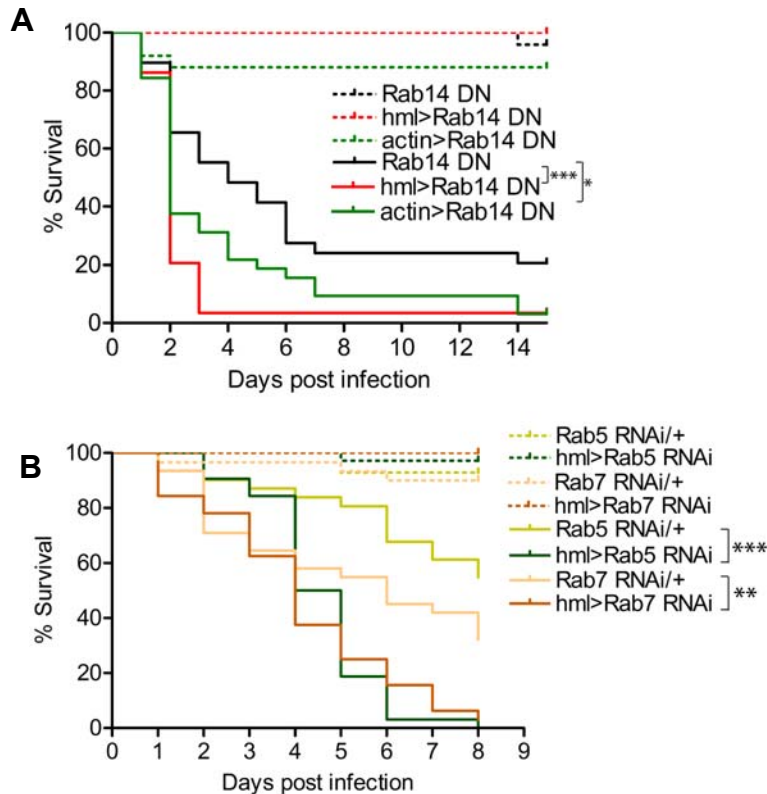 A
100
80
60
40
20
0
% Survival
0 2 4 6 8 10 12 14
Days post infection
Rab14 DN
hml>Rab14 DN
actin>Rab14 DN
Rab14 DN
hml>Rab14 DN
actin>Rab14 DN
***
*
B
100
80
60
40
20
0
% Survival
0 1 2 3 4 5 6 7 8 9
Days post infection
Rab5 RNAi/+
hml>Rab5 RNAi
Rab7 RNAi/+
hml>Rab7 RNAi
Rab5 RNAi/+
hml>Rab5 RNAi
Rab7 RNAi/+
hml>Rab7 RNAi
***
**